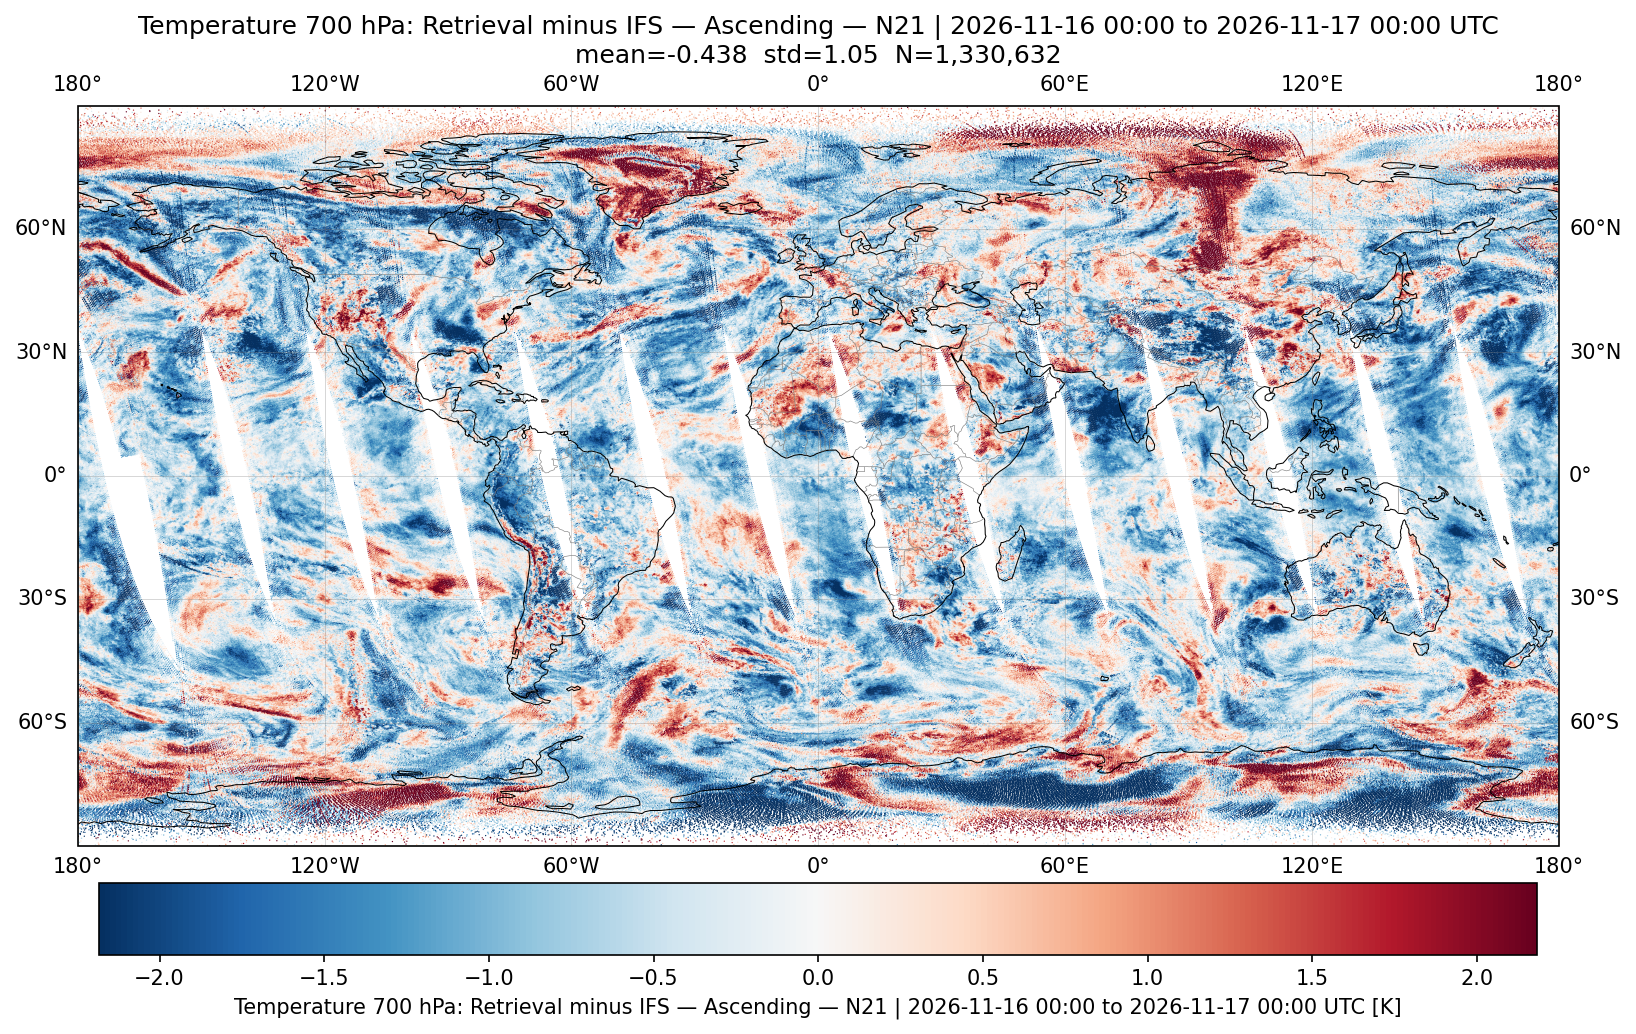 Temperature 700 hPa: Retrieval minus IFS — Ascending — N21 | 2026-11-16 00:00 to 2026-11-17 00:00 UTC
mean=-0.438  std=1.05  N=1,330,632
180° 120°W 60°W 0° 60°E 120°E 180°
60°N 60°N
30°N 30°N
0° 0°
30°S 30°S
60°S 60°S
180° 120°W 60°W 0° 60°E 120°E 180°
−2.0 −1.5 −1.0 −0.5 0.0 0.5 1.0 1.5 2.0
Temperature 700 hPa: Retrieval minus IFS — Ascending — N21 | 2026-11-16 00:00 to 2026-11-17 00:00 UTC [K]